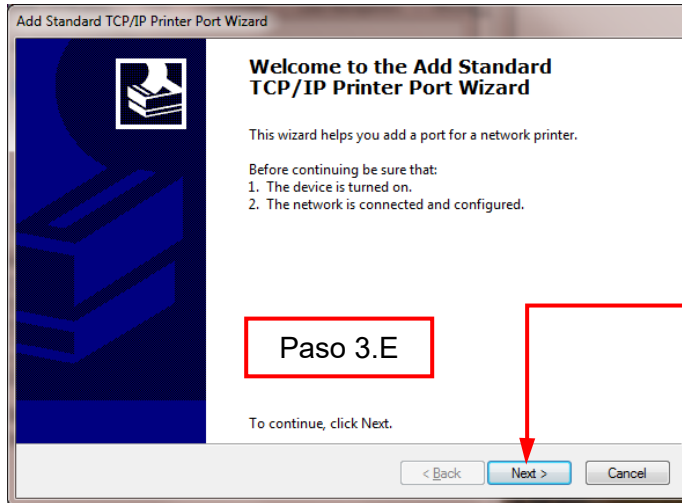 Add Standard TCP/IP Printer Port Wizard
Welcome to the Add Standard
TCP/IP Printer Port Wizard
This wizard helps you add a port for a network printer.
Before continuing be sure that:
1. The device is turned on.
2. The network is connected and configured.
Paso 3.E
To continue, click Next.
< Back Next > Cancel